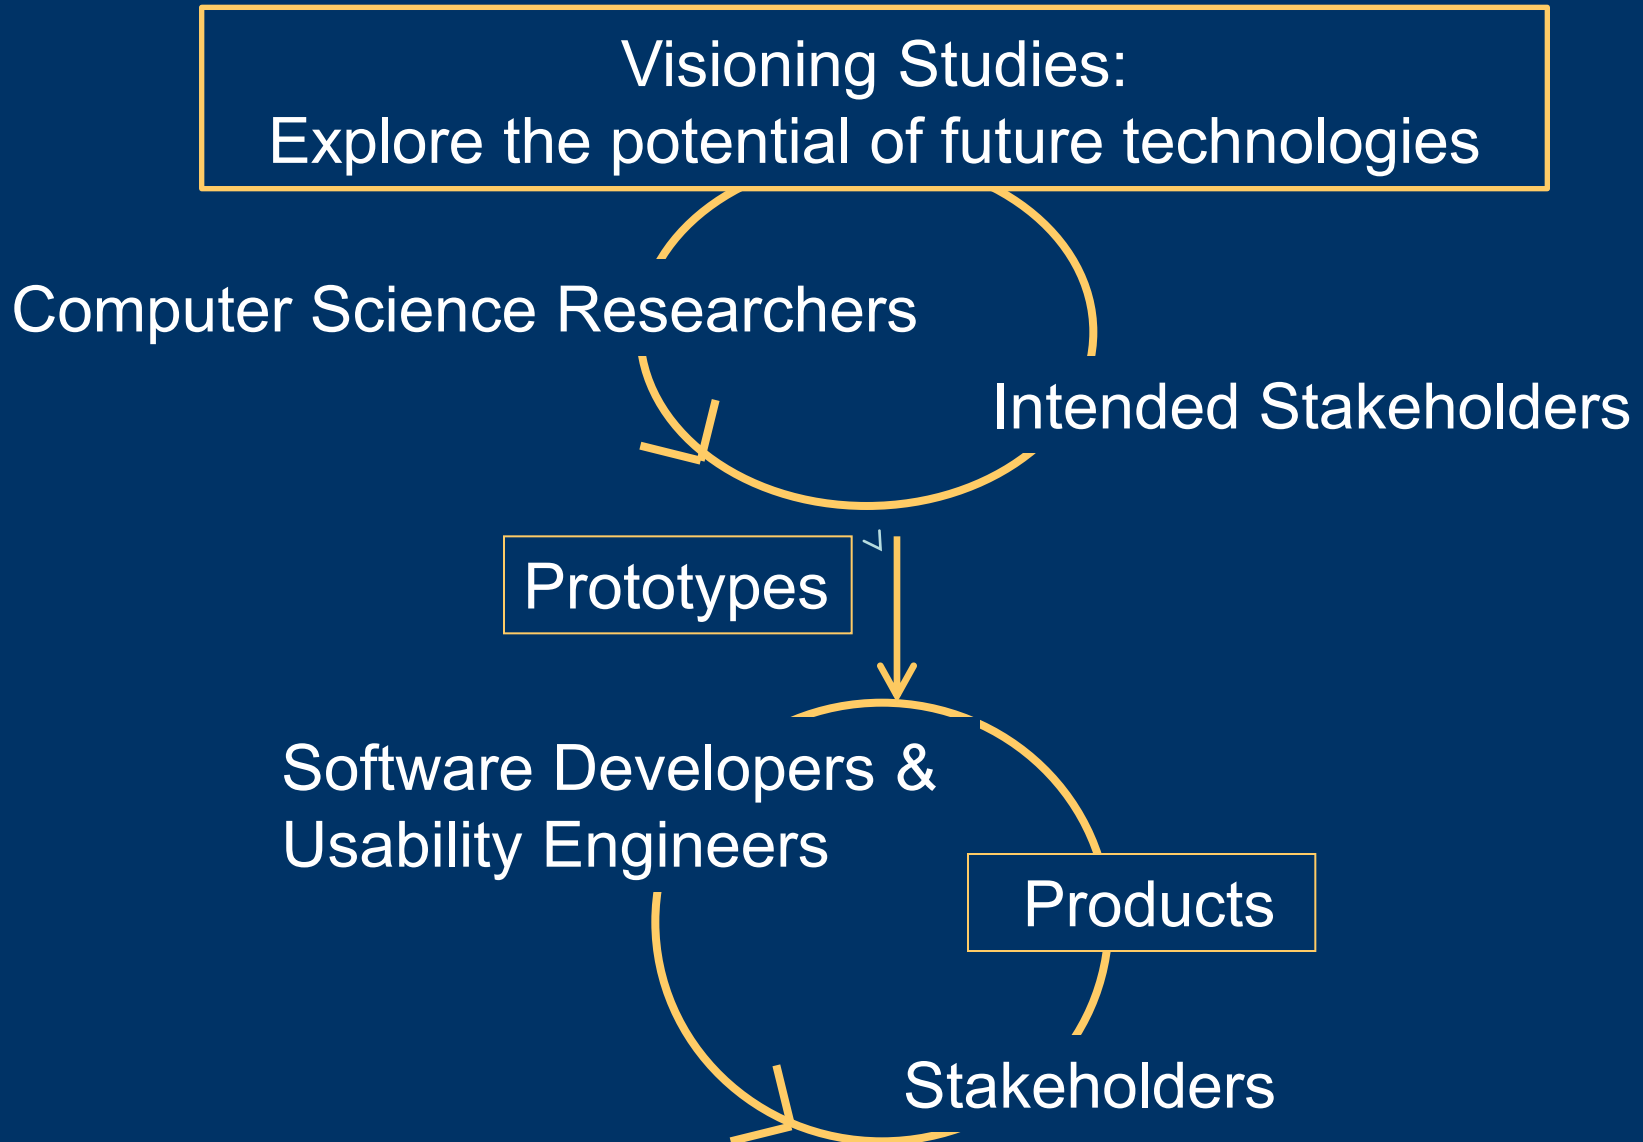 Visioning Studies:
Explore the potential of future technologies
Computer Science Researchers
Intended Stakeholders
Prototypes
Software Developers &
Usability Engineers
Products
Stakeholders